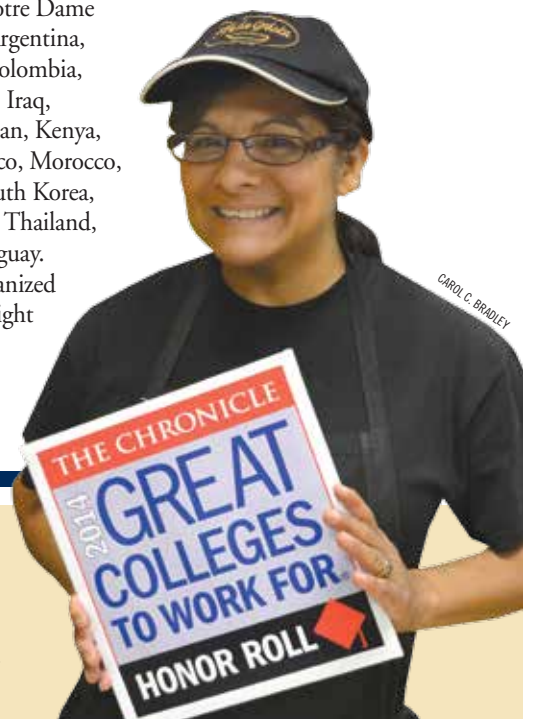 otre Dame
rgentina,
olombia,
Iraq,
an, Kenya,
co, Morocco,
uth Korea,
Thailand,
guay.
anized
ight
CAROL C. BRADLEY
THE CHRONICLE
2014
GREAT
COLLEGES
TO WORK FOR
HONOR ROLL